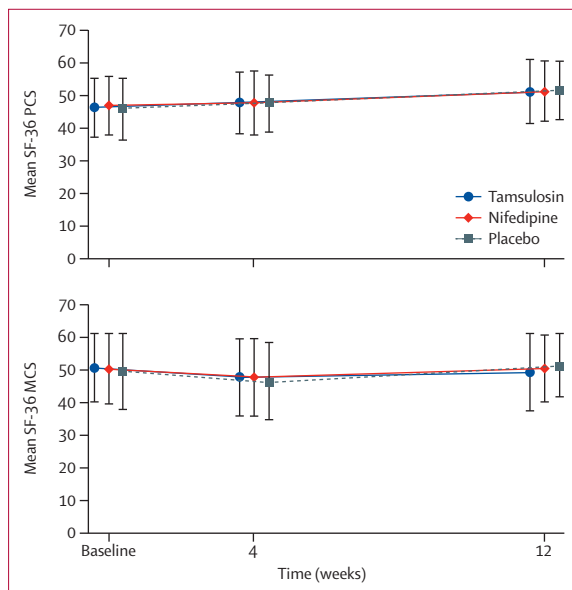 70
60
50
40
30
20
10
0
Mean SF-36 PCS
Tamsulosin
Nifedipine
Placebo
70
60
50
40
30
20
10
0
Mean SF-36 MCS
Baseline
4
12
Time (weeks)